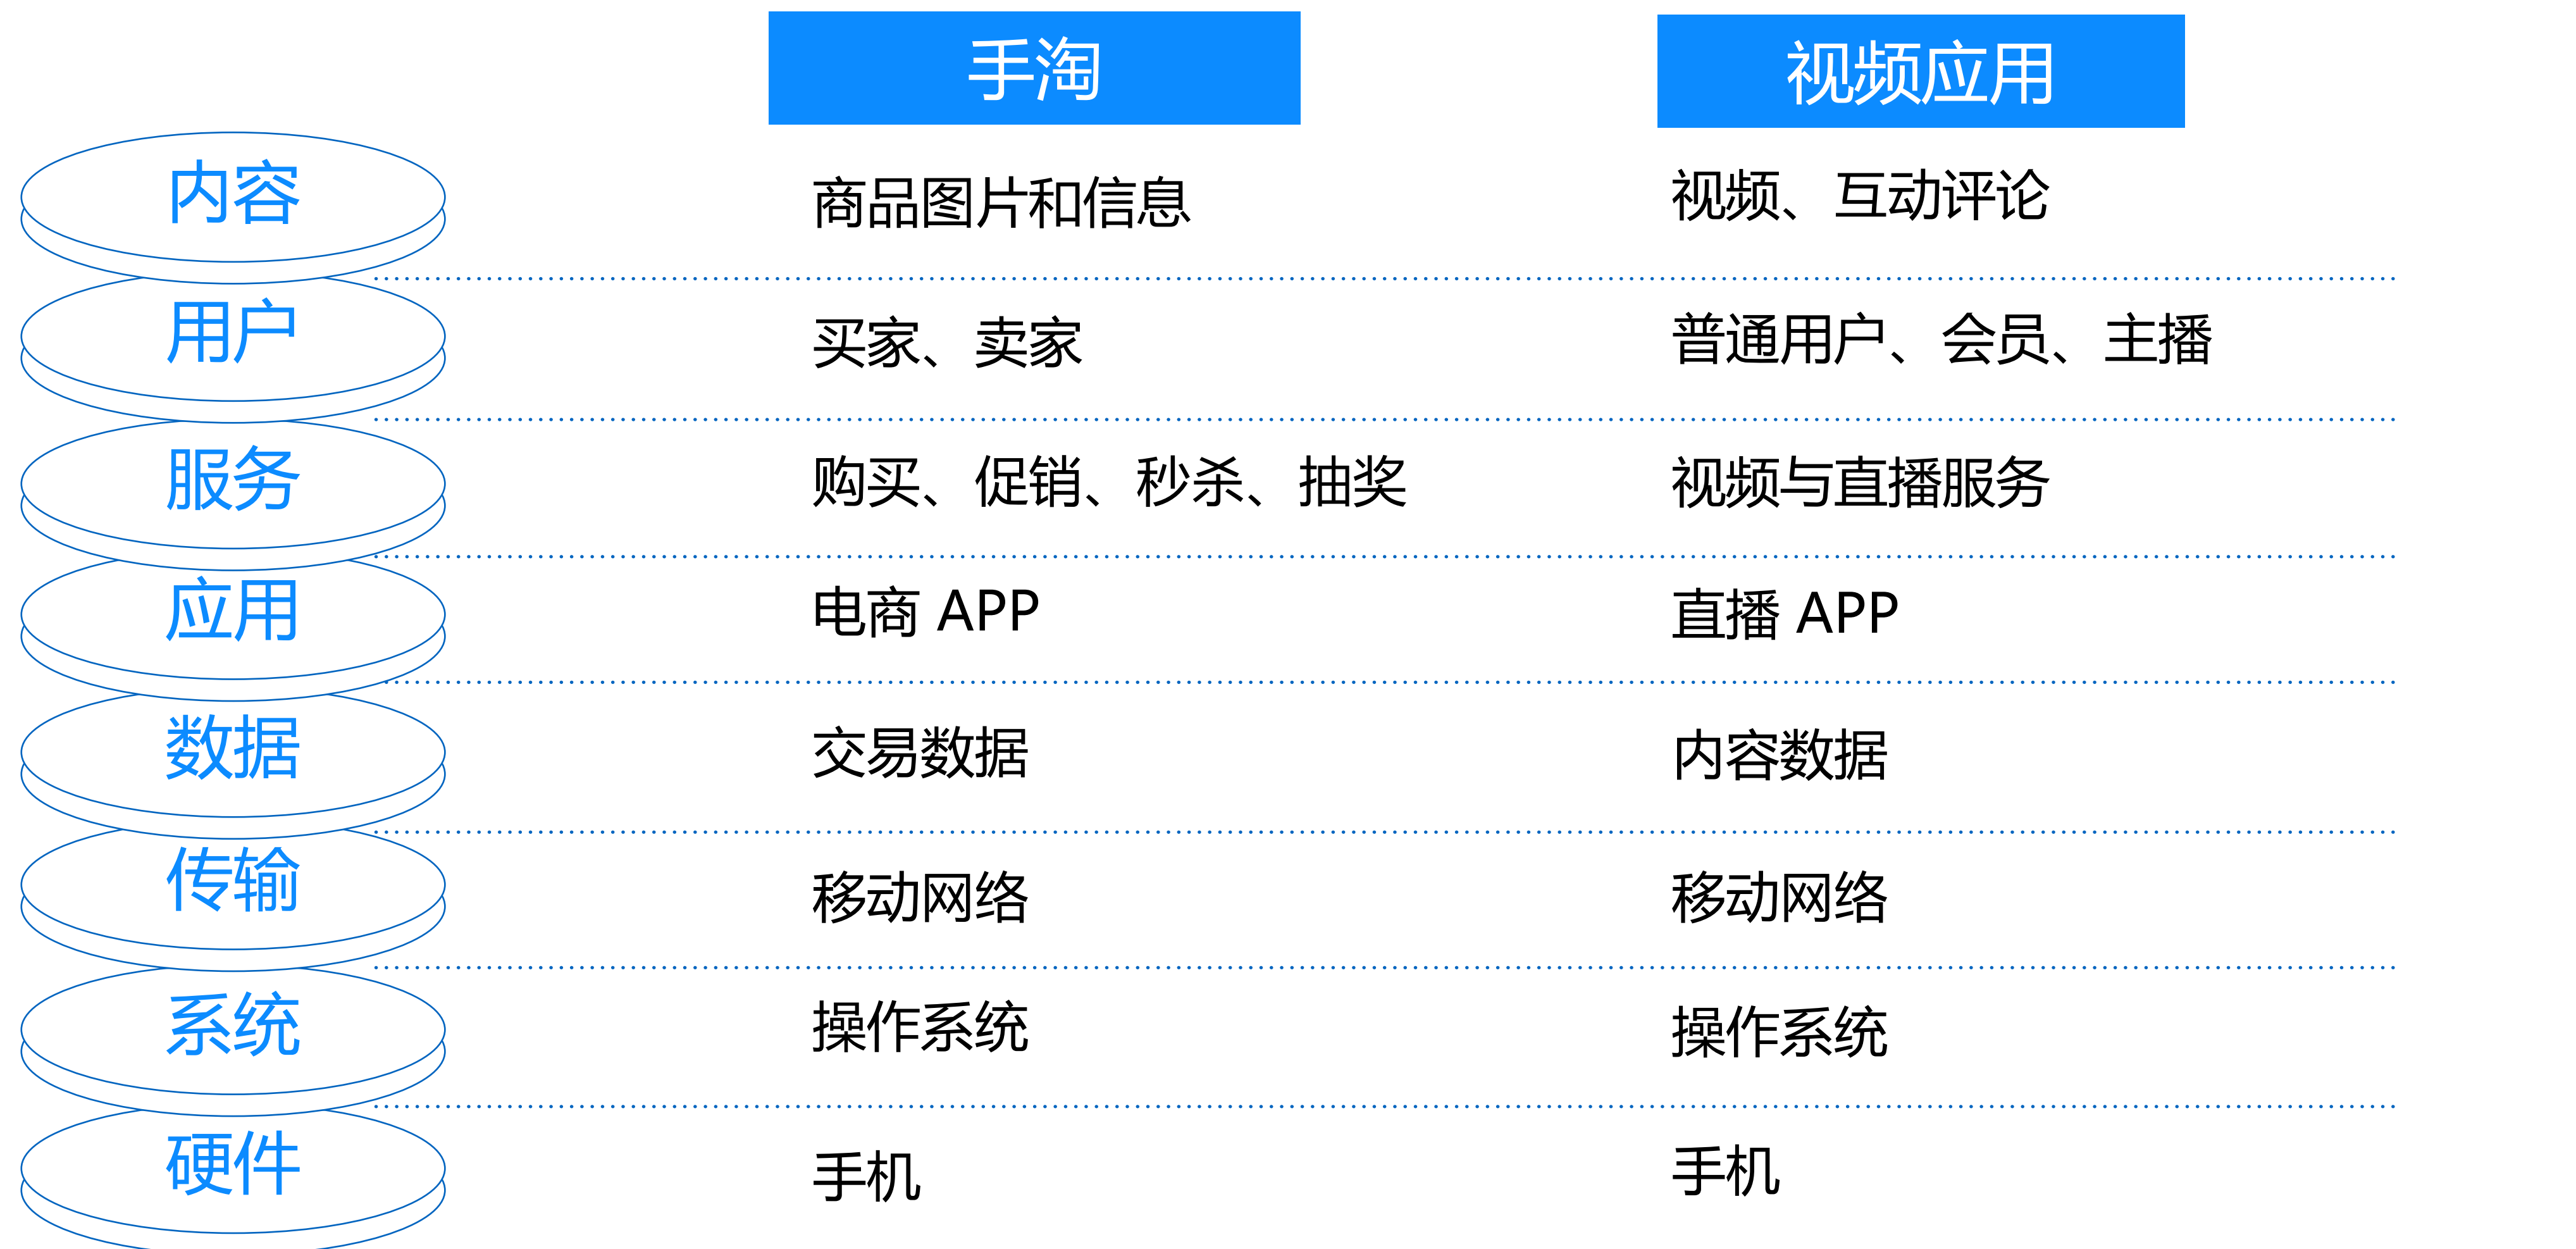 手淘
视频应用
内容
商品图片和信息
视频、互动评论
用户
买家、卖家
普通用户、会员、主播
服务
购买、促销、秒杀、抽奖
视频与直播服务
应用
电商 APP
直播 APP
数据
交易数据
内容数据
传输
移动网络
移动网络
系统
操作系统
操作系统
硬件
手机
手机